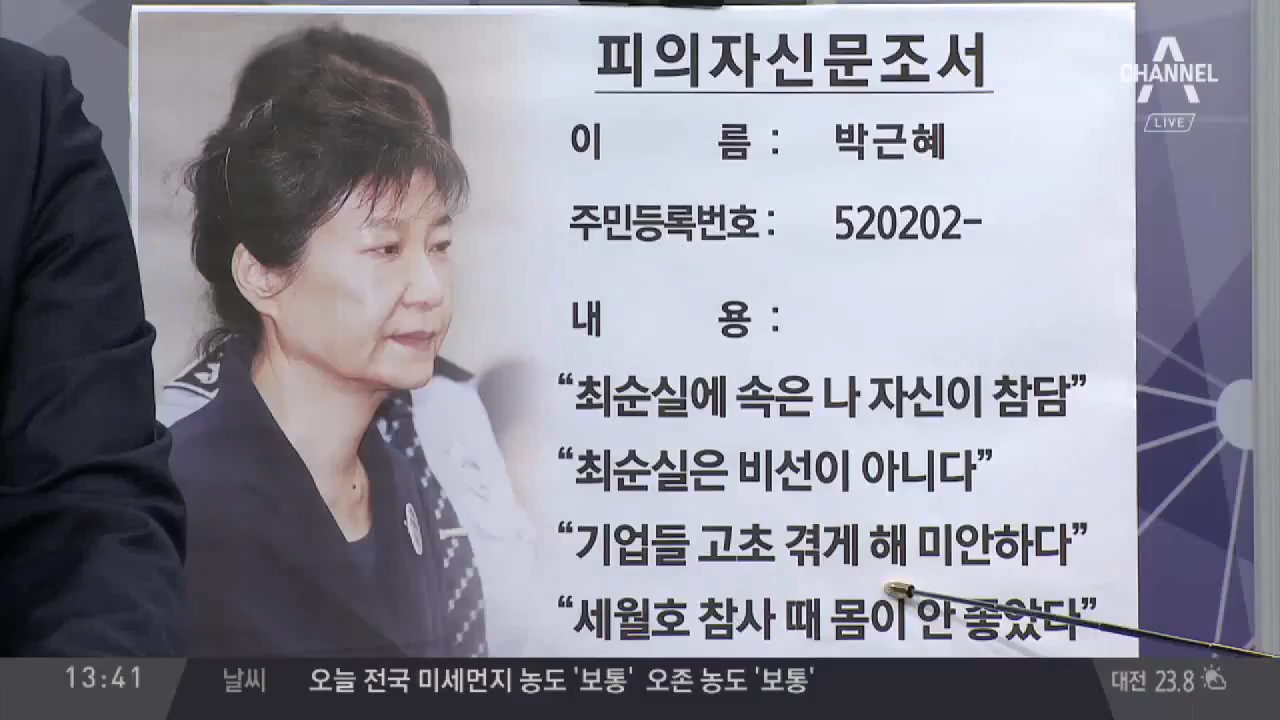 피의자신문조서
CHANNEL A
LIVE
이 름 : 박근혜
주민등록번호 : 520202-
내 용 :
“최순실에 속은 나 자신이 참담”
“최순실은 비선이 아니다”
“기업들 고초 겪게 해 미안하다”
“세월호 참사 때 몸이 안 좋았다”
13:41 날씨 오늘 전국 미세먼지 농도 '보통' 오존 농도 '보통' 대전 23.8